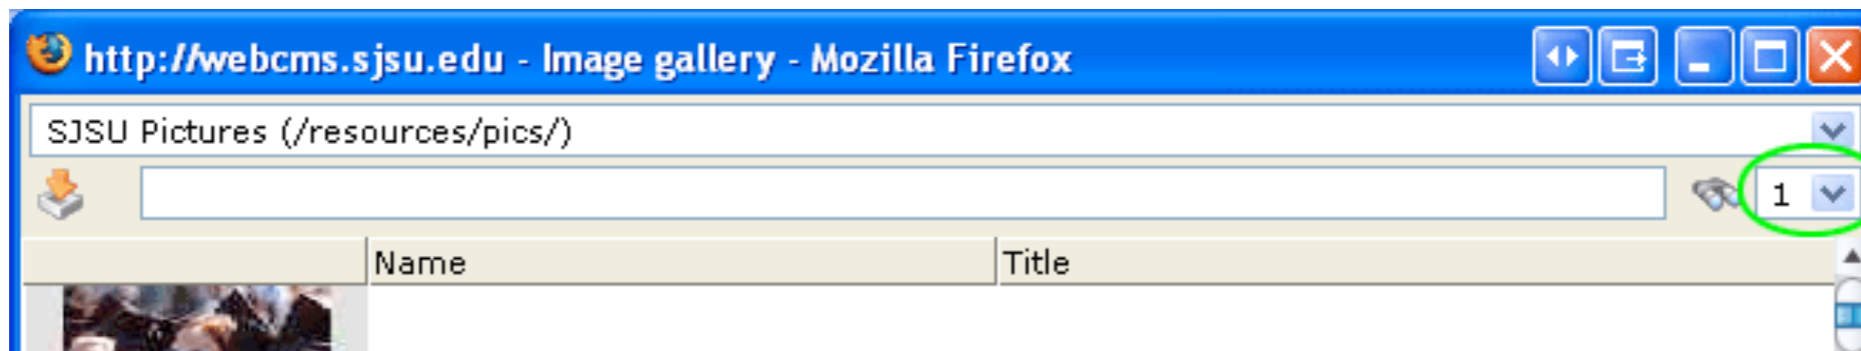 http://webcms.sjsu.edu - Image gallery - Mozilla Firefox
SJSU Pictures (/resources/pics/)
1
Name Title